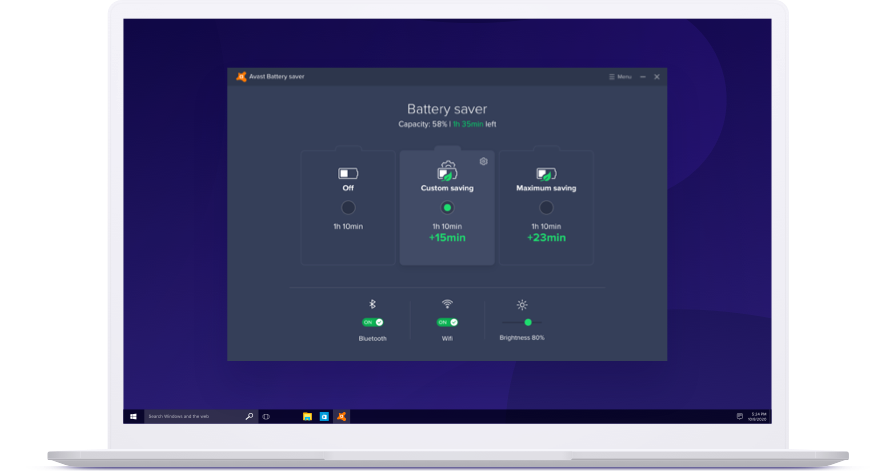 Avast Battery saver
Menu
Battery saver
Capacity: 58% | 1h 35min left
Off
Custom saving
Maximum saving
1h 10min
1h 10min
+15min
1h 10min
+23min
ON
ON
Bluetooth
Wifi
Brightness 80%
Search Windows and the web
5:24 PM
10/8/2020